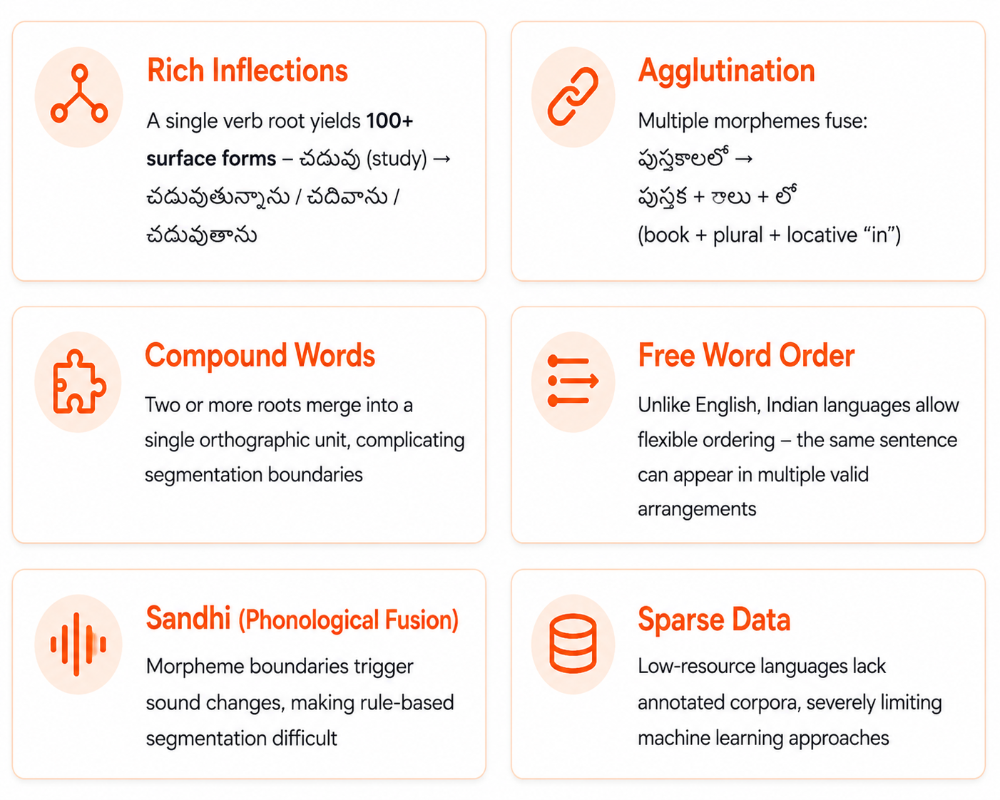 Rich Inflections
A single verb root yields 100+
surface forms – చదువు (study) →
చదువుతున్నాను / చదివాను /
చదువుతాను
Agglutination
Multiple morphemes fuse:
పుస్తకాలలో →
పుస్తక + ాలు + లో
(book + plural + locative “in”)
Compound Words
Two or more roots merge into a
single orthographic unit, complicating
segmentation boundaries
Free Word Order
Unlike English, Indian languages allow
flexible ordering – the same sentence
can appear in multiple valid
arrangements
Sandhi (Phonological Fusion)
Morpheme boundaries trigger
sound changes, making rule-based
segmentation difficult
Sparse Data
Low-resource languages lack
annotated corpora, severely limiting
machine learning approaches